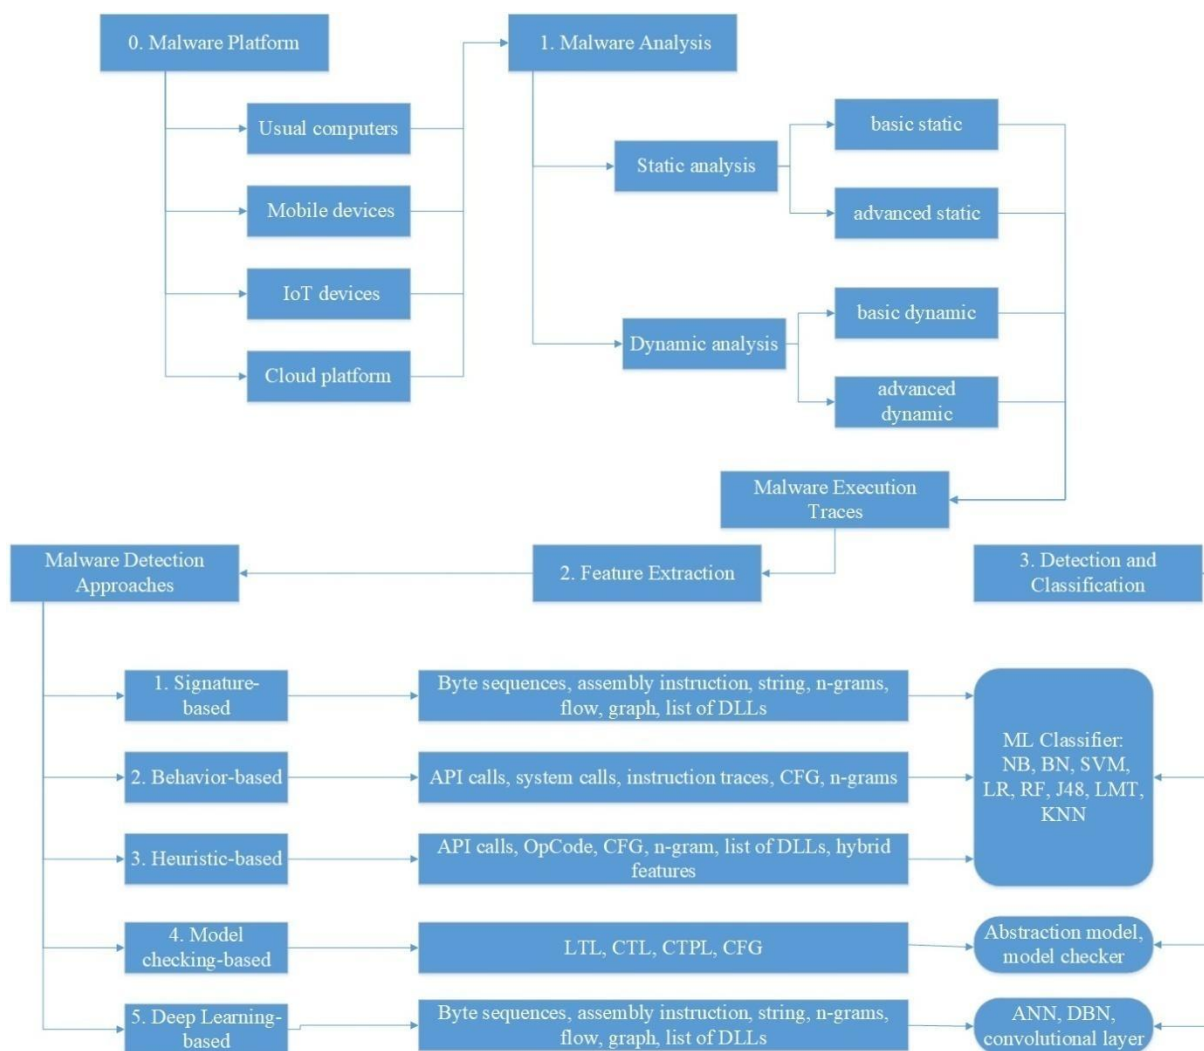 0. Malware Platform
1. Malware Analysis
Usual computers
Mobile devices
IoT devices
Cloud platform
Static analysis
basic static
advanced static
Dynamic analysis
basic dynamic
advanced
dynamic
Malware Execution
Traces
Malware Detection
Approaches
2. Feature Extraction
3. Detection and
Classification
1. Signature-
based
Byte sequences, assembly instruction, string, n-grams,
flow, graph, list of DLLs
2. Behavior-based
API calls, system calls, instruction traces, CFG, n-grams
3. Heuristic-based
API calls, OpCode, CFG, n-gram, list of DLLs, hybrid
features
ML Classifier:
NB, BN, SVM,
LR, RF, J48, LMT,
KNN
4. Model
checking-based
LTL, CTL, CTPL, CFG
Abstraction model,
model checker
5. Deep Learning-
based
Byte sequences, assembly instruction, string, n-grams,
flow, graph, list of DLLs
ANN, DBN,
convolutional layer